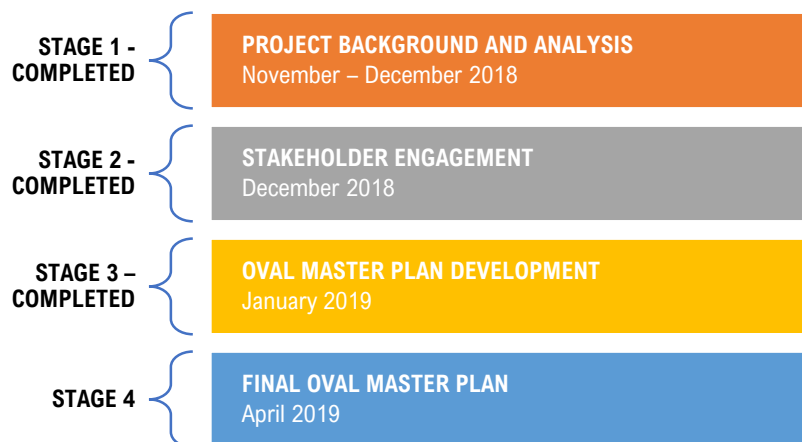 STAGE 1 -
COMPLETED
PROJECT BACKGROUND AND ANALYSIS
November – December 2018
STAGE 2 -
COMPLETED
STAKEHOLDER ENGAGEMENT
December 2018
STAGE 3 –
COMPLETED
OVAL MASTER PLAN DEVELOPMENT
January 2019
STAGE 4
FINAL OVAL MASTER PLAN
April 2019